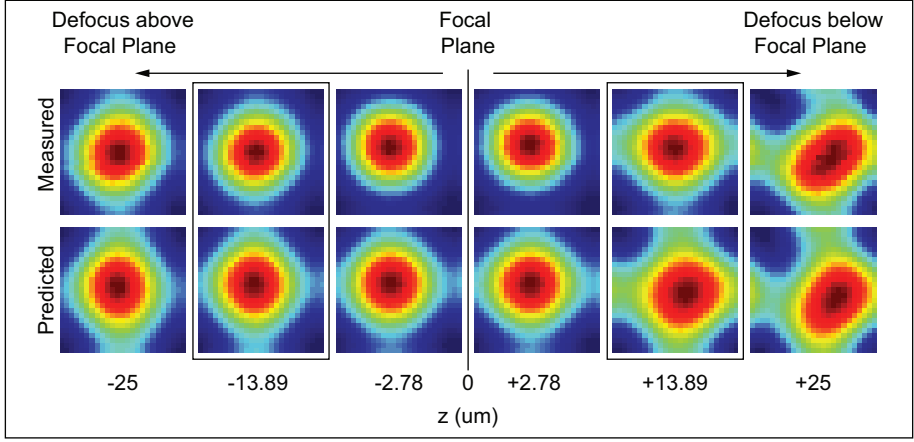 Defocus above
Focal Plane
Focal
Plane
Defocus below
Focal Plane
Measured
Predicted
-25
-13.89
-2.78
0
+2.78
+13.89
+25
z (um)